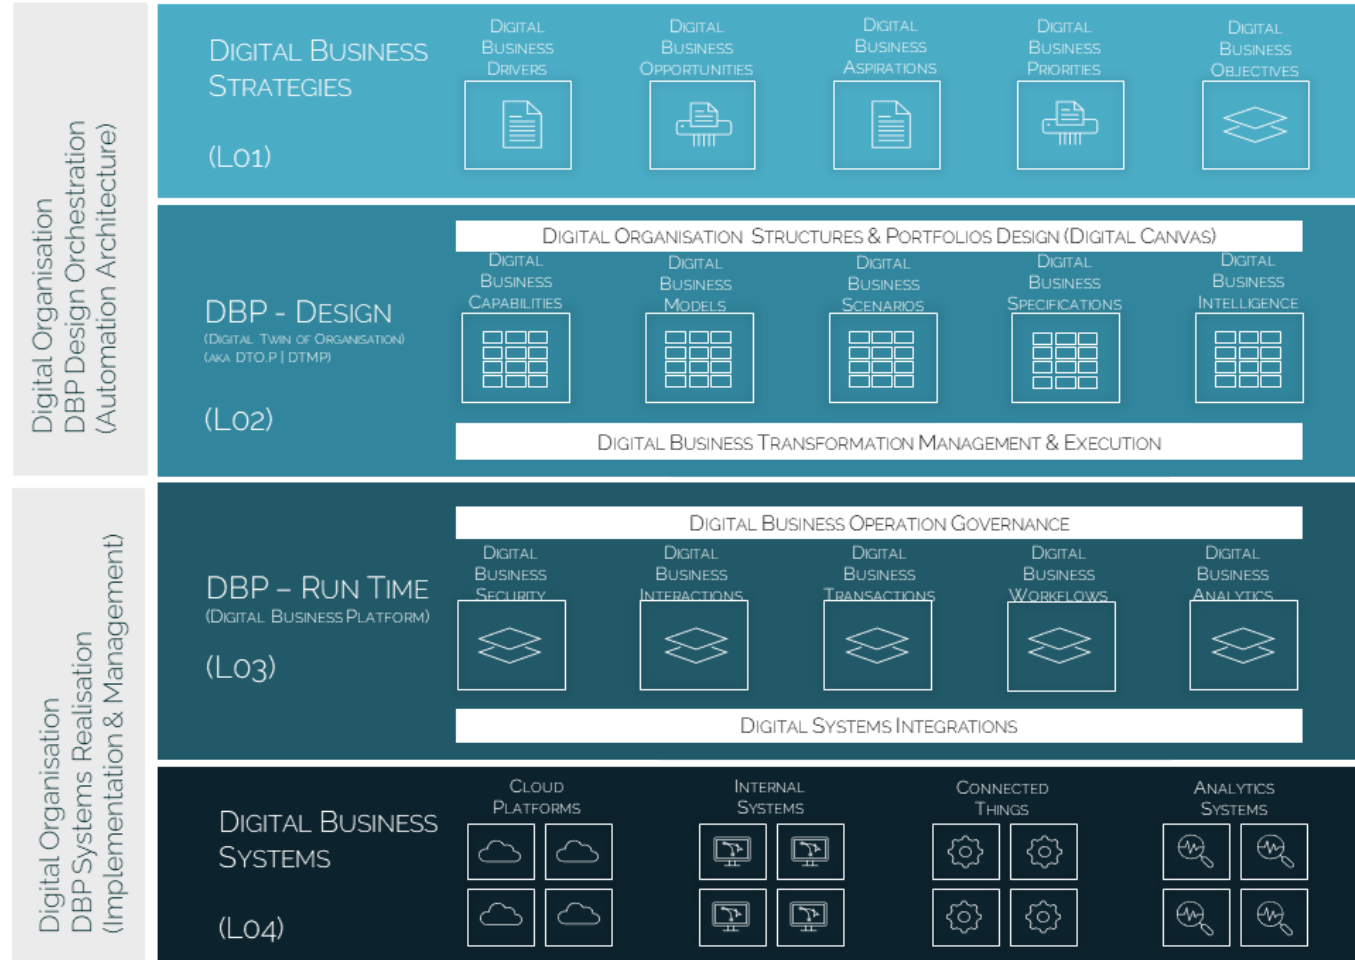 Digital Organisation
DBP Design Orchestration
(Automation Architecture)
Digital Business
Strategies
(L01)
Digital
Business
Drivers
Digital
Business
Opportunities
Digital
Business
Aspirations
Digital
Business
Priorities
Digital
Business
Objectives
DBP - Design
(Digital Twin of Organisation)
(aka DTO.P | DTMP)
(L02)
Digital Organisation Structures & Portfolios Design (Digital Canvas)
Digital
Business
Capabilities
Digital
Business
Models
Digital
Business
Scenarios
Digital
Business
Specifications
Digital
Business
Intelligence
Digital Business Transformation Management & Execution
Digital Organisation
DBP Systems Realisation
(Implementation & Management)
DBP – Run Time
(Digital Business Platform)
(L03)
Digital Business Operation Governance
Digital
Business
Security
Digital
Business
Interactions
Digital
Business
Transactions
Digital
Business
Workflows
Digital
Business
Analytics
Digital Systems Integrations
Digital Business
Systems
(L04)
Cloud
Platforms
Internal
Systems
Connected
Things
Analytics
Systems